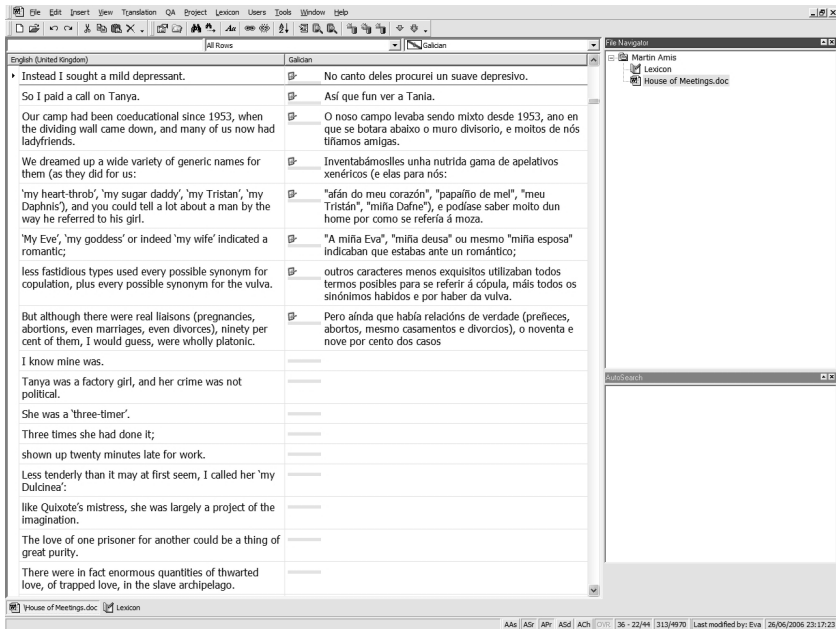 File Edit Insert View Translation QA Project Lexicon Users Tools Window Help
All Rows
Galician
English (United Kingdom)
Galician
Instead I sought a mild depressant.
No canto deles procurei un suave depresivo.
So I paid a call on Tanya.
Así que fun ver a Tania.
Our camp had been coeducational since 1953, when
the dividing wall came down, and many of us now had
ladyfriends.
O noso campo levaba sendo mixto desde 1953, ano en
que se botara abaixo o muro divisorio, e moitos de nós
tiñamos amigas.
We dreamed up a wide variety of generic names for
them (as they did for us:
Inventabámoslles unha nutrida gama de apelativos
xenéricos (e elas para nós:
'my heart-throb', 'my sugar daddy', 'my Tristan', 'my
Daphnis'), and you could tell a lot about a man by the
way he referred to his girl.
"afán do meu corazón", "papaíño de mel", "meu
Tristán", "miña Dafne"), e podíase saber moito dun
home por como se refería á moza.
'My Eve', 'my goddess' or indeed 'my wife' indicated a
romantic;
"A miña Eva", "miña deusa" ou mesmo "miña esposa"
indicaban que estabas ante un romántico;
less fastidious types used every possible synonym for
copulation, plus every possible synonym for the vulva.
outros caracteres menos exquisitos utilizaban todos
termos posibles para se referir á cópula, máis todos os
sinónimos habidos e por haber da vulva.
But although there were real liaisons (pregnancies,
abortions, even marriages, even divorces), ninety per
cent of them, I would guess, were wholly platonic.
Pero aínda que había relacións de verdade (preñeces,
abortos, mesmo casamentos e divorcios), o noventa e
nove por cento dos casos
I know mine was.
Tanya was a factory girl, and her crime was not
political.
She was a 'three-timer'.
Three times she had done it;
shown up twenty minutes late for work.
Less tenderly than it may at first seem, I called her 'my
Dulcinea':
like Quixote's mistress, she was largely a project of the
imagination.
The love of one prisoner for another could be a thing of
great purity.
There were in fact enormous quantities of thwarted
love, of trapped love, in the slave archipelago.
File Navigator
Martin Amis
Lexicon
House of Meetings.doc
AutoSearch
\House of Meetings.doc Lexicon
AAs ASr APr ASd ACh OVR 36 - 22/44 313/4970 Last modified by: Eva 26/06/2006 23:17:23